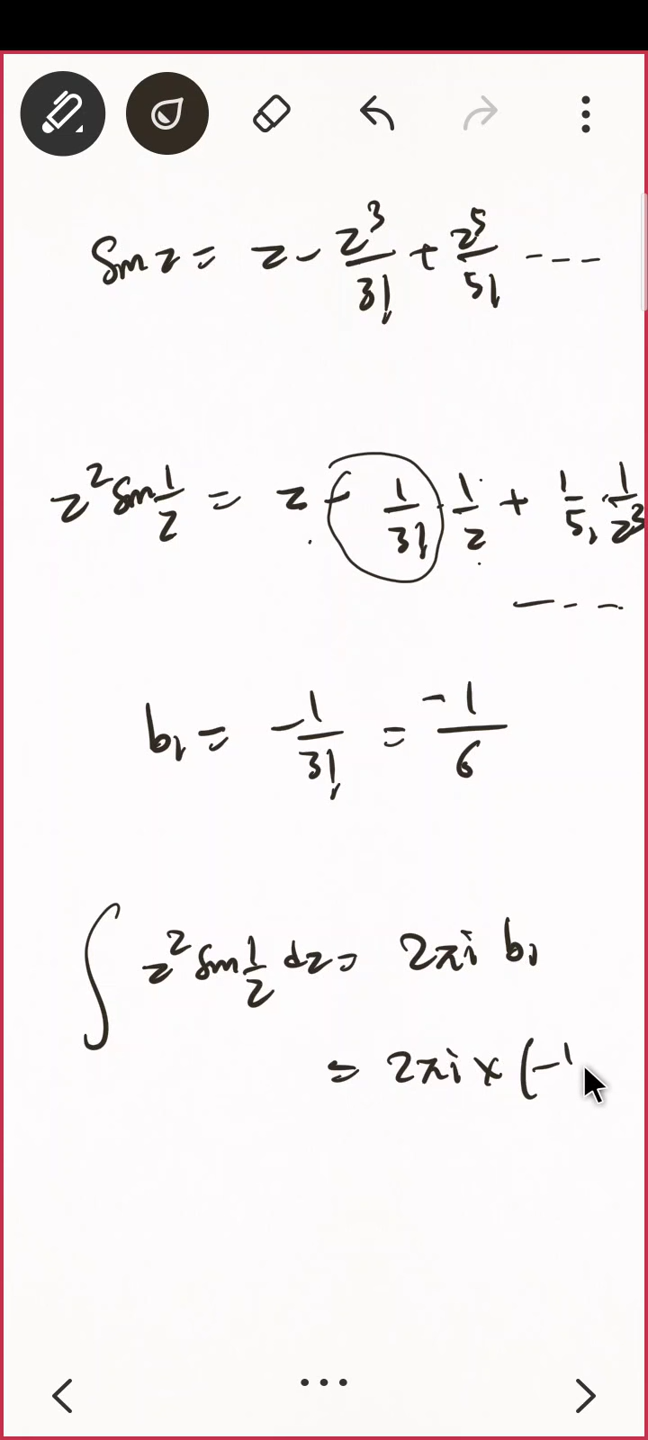 Sin z = z - z³/3! + z⁵/5! ---
z² Sin 1/z = z - 1/3! · 1/z + 1/5! · 1/z³
---
b₁ = -1/3! = -1/6
∫ z² Sin 1/z dz = 2πi b₁
= 2πi × (-1